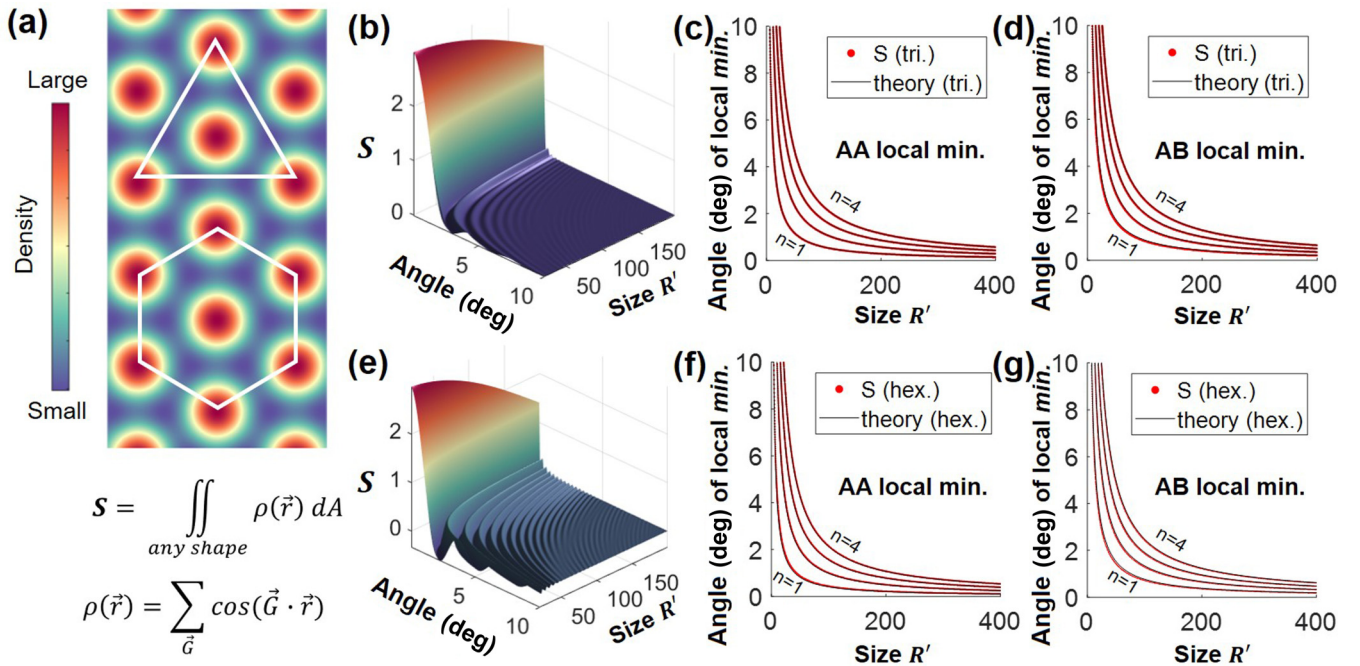 (a)
Large
Density
Small
S = ∬ ρ(r⃗) dA
any shape
ρ(r⃗) = ∑ cos(G⃗ · r⃗)
G⃗
(b)
S
2
1
0
Angle (deg)
5
10
Size R′
50
100
150
(c)
Angle (deg) of local min.
10
8
6
4
2
0
S (tri.)
theory (tri.)
AA local min.
n=4
n=1
0
200
400
Size R′
(d)
Angle (deg) of local min.
10
8
6
4
2
0
S (tri.)
theory (tri.)
AB local min.
n=4
n=1
0
200
400
Size R′
(e)
S
2
1
0
Angle (deg)
5
10
Size R′
50
100
150
(f)
Angle (deg) of local min.
10
8
6
4
2
0
S (hex.)
theory (hex.)
AA local min.
n=4
n=1
0
200
400
Size R′
(g)
Angle (deg) of local min.
10
8
6
4
2
0
S (hex.)
theory (hex.)
AB local min.
n=4
n=1
0
200
400
Size R′